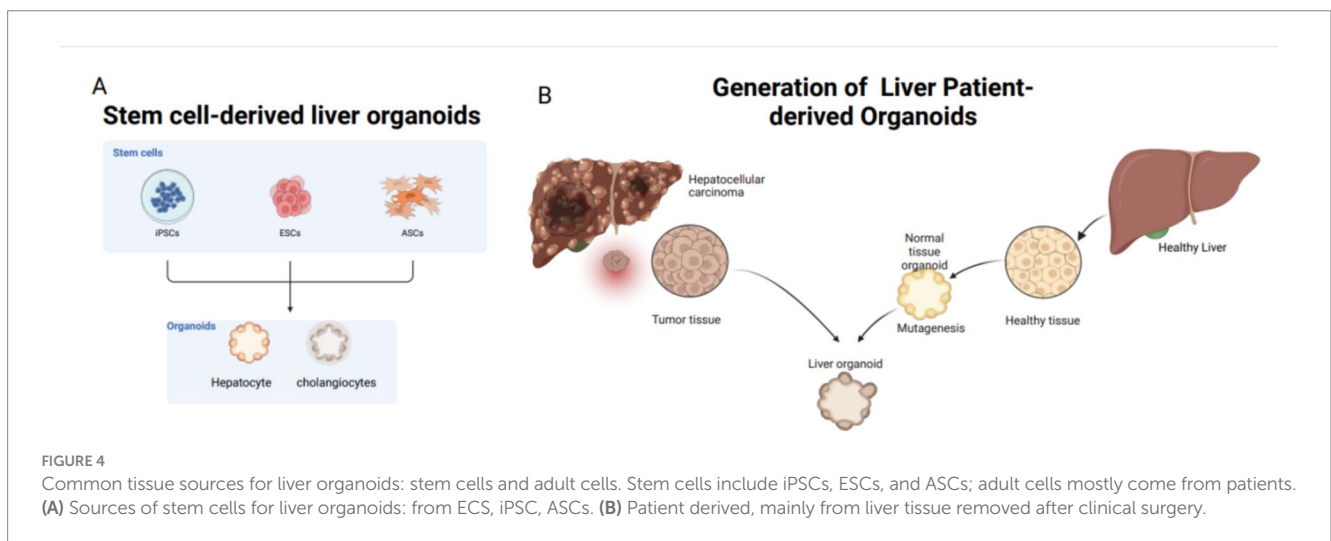 A
Stem cell-derived liver organoids
Stem cells
iPSCs
ESCs
ASCs
Organoids
Hepatocyte
cholangiocytes
B
Generation of Liver Patient-
derived Organoids
Hepatocellular
carcinoma
Tumor tissue
Normal
tissue
organoid
Mutagenesis
Healthy tissue
Healthy Liver
Liver organoid
FIGURE 4
Common tissue sources for liver organoids: stem cells and adult cells. Stem cells include iPSCs, ESCs, and ASCs; adult cells mostly come from patients.
(A) Sources of stem cells for liver organoids: from ECS, iPSC, ASCs. (B) Patient derived, mainly from liver tissue removed after clinical surgery.